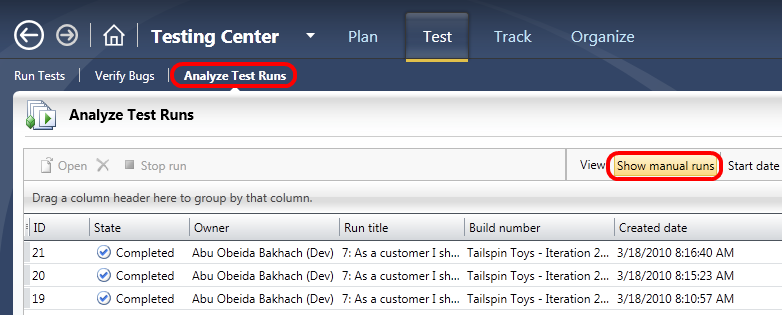 Testing Center Plan Test Track Organize
Run Tests Verify Bugs Analyze Test Runs
Analyze Test Runs
Open Stop run View Show manual runs Start date
Drag a column header here to group by that column.
ID State Owner Run title Build number Created date
21 Completed Abu Obeida Bakhach (Dev) 7: As a customer I sh... Tailspin Toys - Iteration 2... 3/18/2010 8:16:40 AM
20 Completed Abu Obeida Bakhach (Dev) 7: As a customer I sh... Tailspin Toys - Iteration 2... 3/18/2010 8:15:23 AM
19 Completed Abu Obeida Bakhach (Dev) 7: As a customer I sh... Tailspin Toys - Iteration 2... 3/18/2010 8:10:57 AM